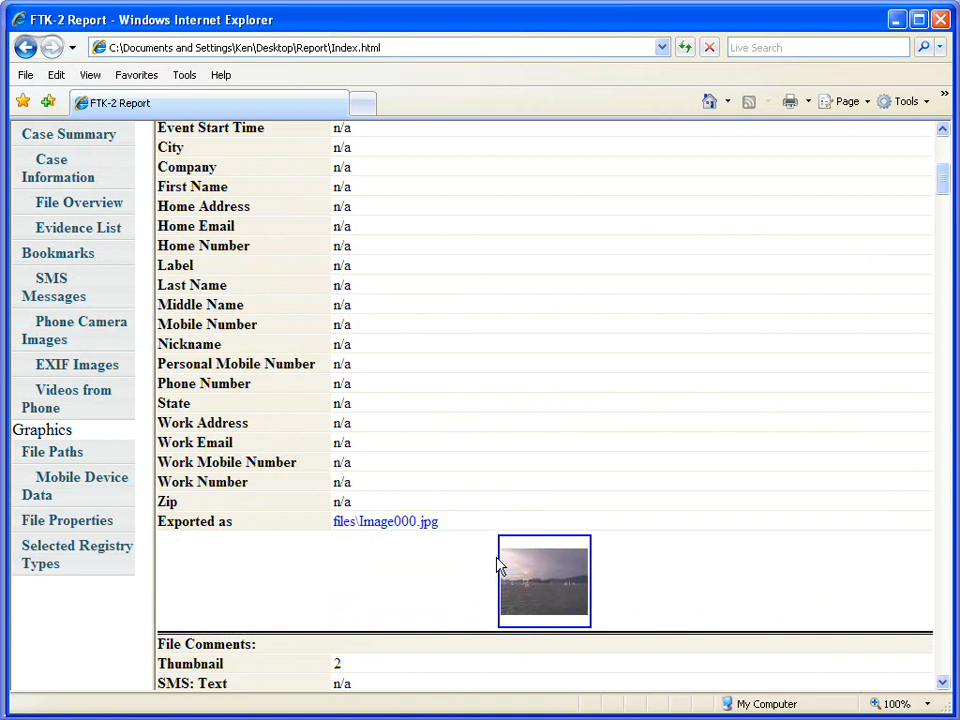 FTK-2 Report - Windows Internet Explorer
C:\Documents and Settings\Ken\Desktop\Report\Index.html
Live Search
File Edit View Favorites Tools Help
FTK-2 Report
Page Tools
Case Summary
Case
Information
File Overview
Evidence List
Bookmarks
SMS
Messages
Phone Camera
Images
EXIF Images
Videos from
Phone
Graphics
File Paths
Mobile Device
Data
File Properties
Selected Registry
Types
Event Start Time n/a
City n/a
Company n/a
First Name n/a
Home Address n/a
Home Email n/a
Home Number n/a
Label n/a
Last Name n/a
Middle Name n/a
Mobile Number n/a
Nickname n/a
Personal Mobile Number n/a
Phone Number n/a
State n/a
Work Address n/a
Work Email n/a
Work Mobile Number n/a
Work Number n/a
Zip n/a
Exported as files\Image000.jpg
File Comments:
Thumbnail 2
SMS: Text n/a
My Computer
100%